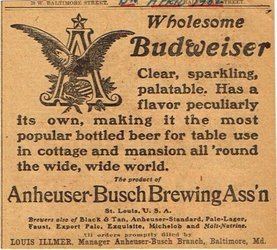 BALTIMORE STREET.
Wholesome
Budweiser
Clear, sparkling,
palatable. Has a
flavor peculiarly
its own, making it the most
popular bottled beer for table use
in cottage and mansion all 'round
the wide, wide world.
The product of
Anheuser-Busch Brewing Ass'n
St. Louis, U. S. A.
Brewers also of Black & Tan, Anheuser-Standard, Pale-Lager,
Faust, Export Pale, Exquisite, Michelob and Malt-Nutrine.
All orders promptly filled by
LOUIS ILLMER, Manager Anheuser-Busch Branch, Baltimore, Md.